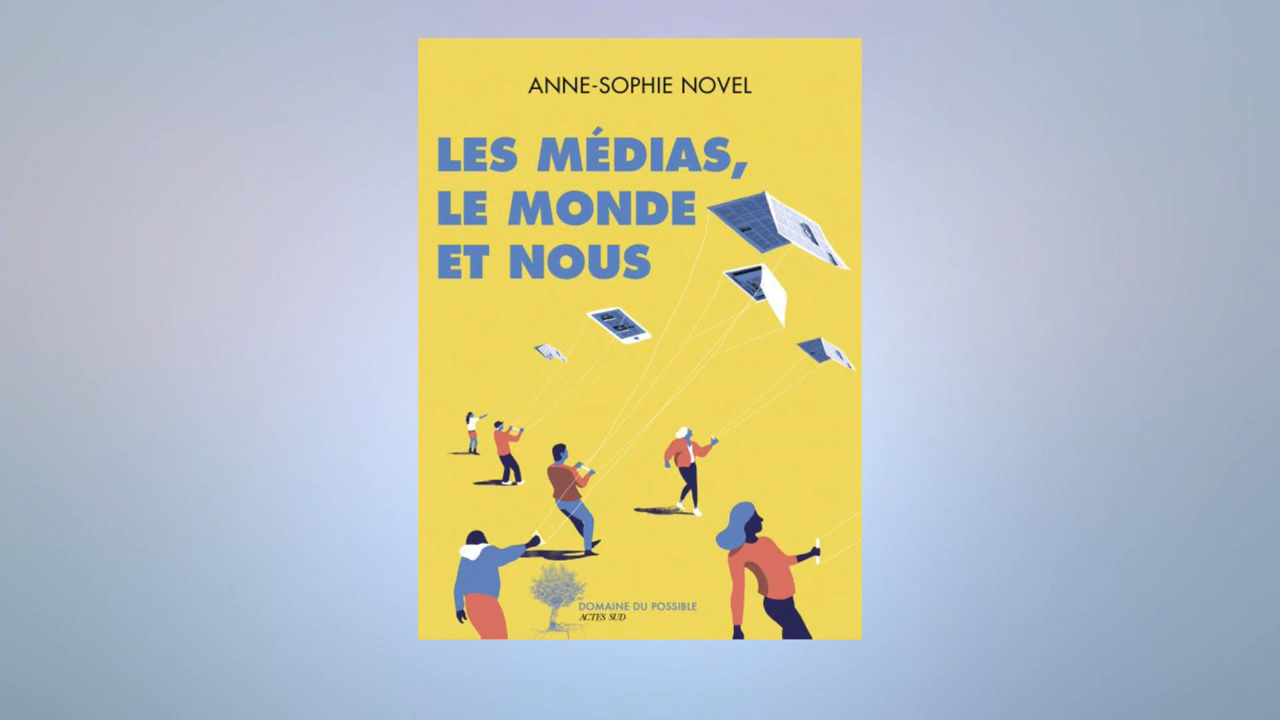 ANNE-SOPHIE NOVEL
LES MÉDIAS,
LE MONDE
ET NOUS
DOMAINE DU POSSIBLE
ACTES SUD